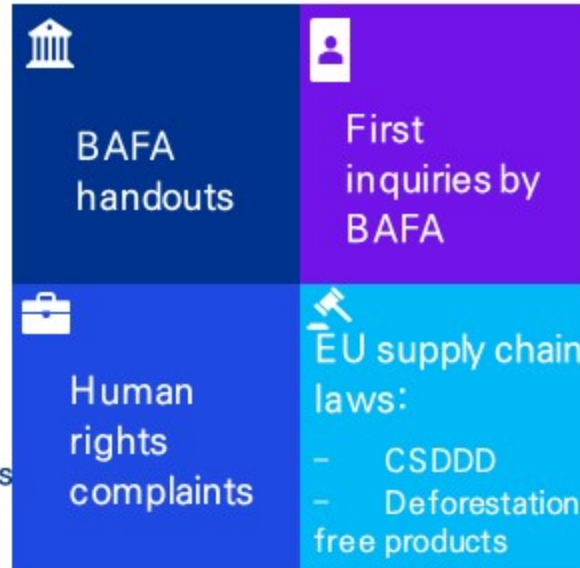 BAFA
handouts
First
inquiries by
BAFA
s
Human
rights
complaints
EU supply chain
laws:
– CSDDD
– Deforestation
free products